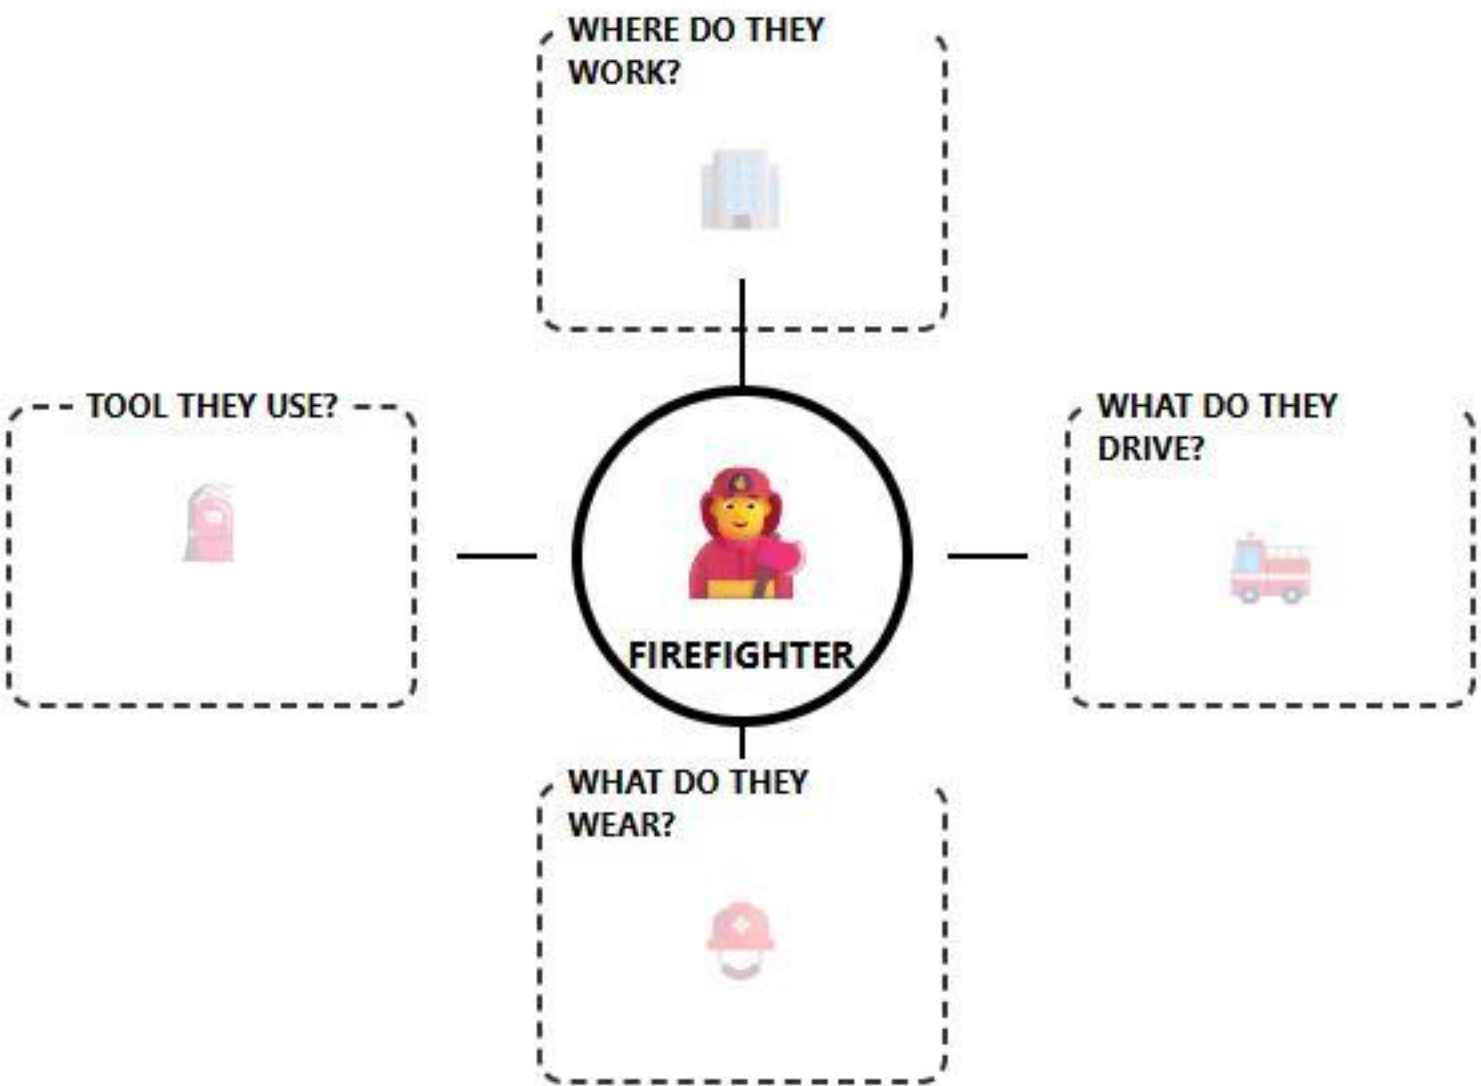 WHERE DO THEY
WORK?
TOOL THEY USE?
WHAT DO THEY
DRIVE?
FIREFIGHTER
WHAT DO THEY
WEAR?